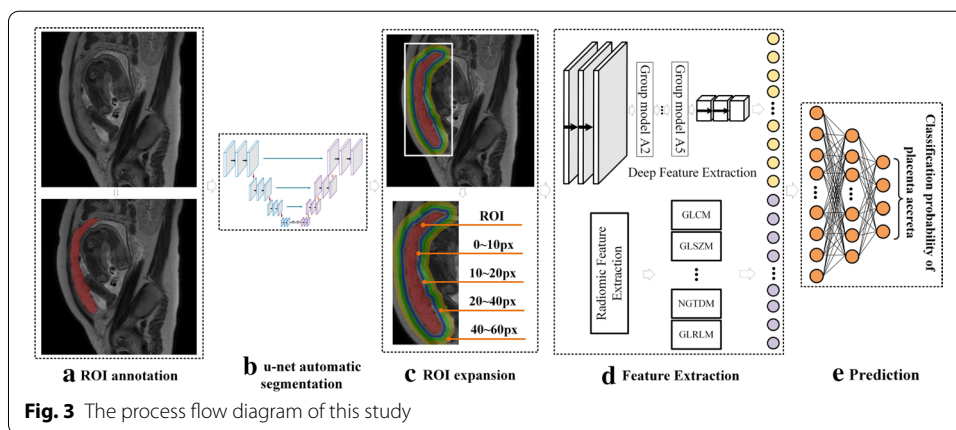 ROI
0~10px
10~20px
20~40px
40~60px
Group model A2
Group model A5
Deep Feature Extraction
Radiomic Feature
Extraction
GLCM
GLSZM
NGTDM
GLRLM
Classification probability of
placenta accreta
a ROI annotation
b u-net automatic
segmentation
c ROI expansion
d Feature Extraction
e Prediction
Fig. 3 The process flow diagram of this study